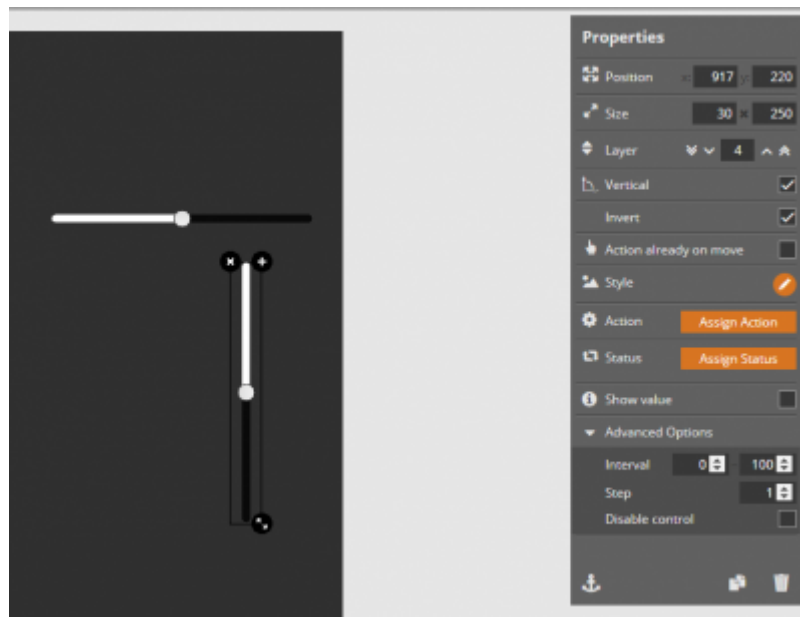 Properties
Position x: 917 y: 220
Size 30 × 250
Layer 4
Vertical
Invert
Action already on move
Style
Action Assign Action
Status Assign Status
Show value
Advanced Options
Interval 0 - 100
Step 1
Disable control